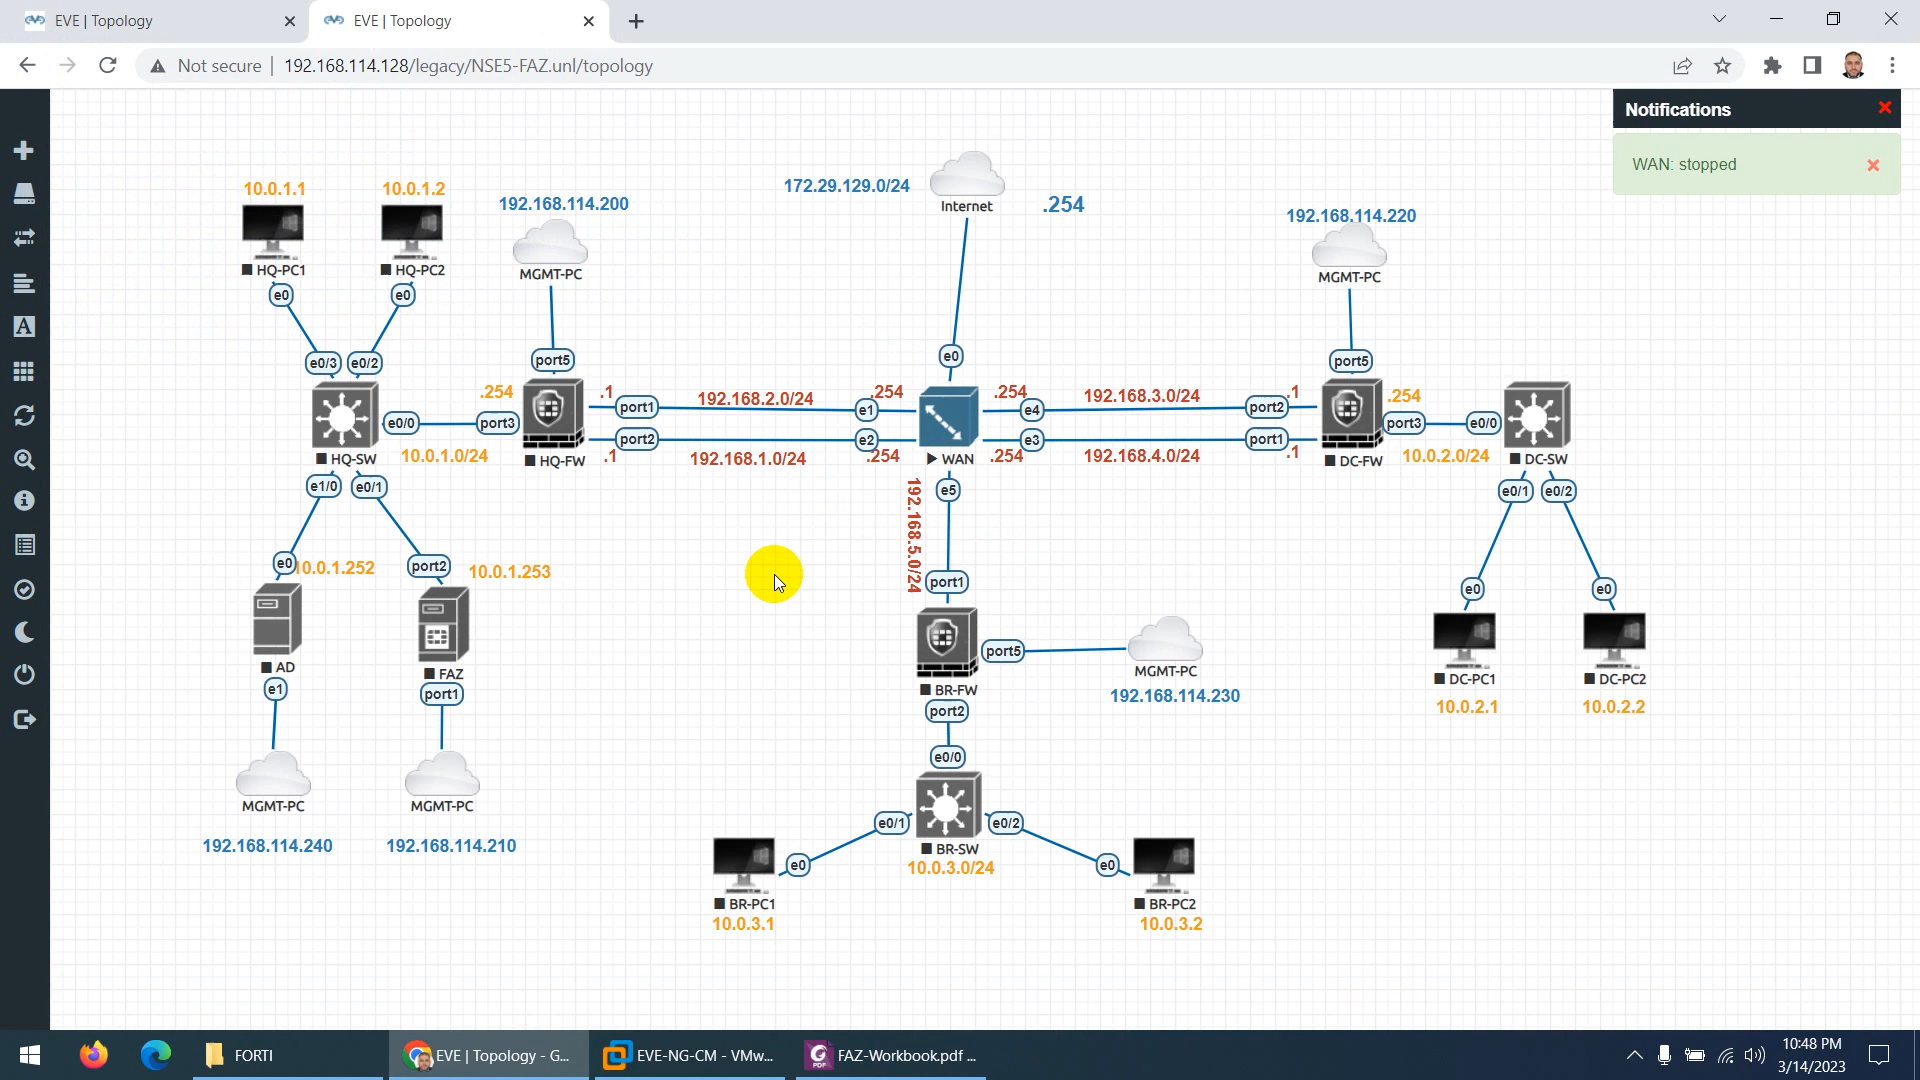 EVE | Topology
EVE | Topology
Not secure | 192.168.114.128/legacy/NSE5-FAZ.unl/topology
Notifications
WAN: stopped
172.29.129.0/24
Internet
.254
10.0.1.1
10.0.1.2
192.168.114.200
192.168.114.220
HQ-PC1
HQ-PC2
MGMT-PC
MGMT-PC
e0
e0
e0/3
e0/2
port5
e0
port5
.254
.1
port1
192.168.2.0/24
.254
e1
.254
e4
192.168.3.0/24
port2
.1
.254
e0/0
port3
port3
e0/0
port2
e2
e3
port1
HQ-SW
10.0.1.0/24
HQ-FW
.1
192.168.1.0/24
.254
WAN
.254
192.168.4.0/24
.1
DC-FW
10.0.2.0/24
DC-SW
e1/0
e0/1
e5
e0/1
e0/2
192.168.5.0/24
e0
10.0.1.252
port2
10.0.1.253
port1
e0
e0
AD
FAZ
port5
MGMT-PC
192.168.114.230
DC-PC1
DC-PC2
10.0.2.1
10.0.2.2
e1
port1
BR-FW
port2
e0/0
MGMT-PC
MGMT-PC
192.168.114.240
192.168.114.210
e0/1
e0/2
BR-SW
10.0.3.0/24
e0
e0
BR-PC1
BR-PC2
10.0.3.1
10.0.3.2
FORTI
EVE | Topology - G...
EVE-NG-CM - VMw...
FAZ-Workbook.pdf ...
10:48 PM
3/14/2023